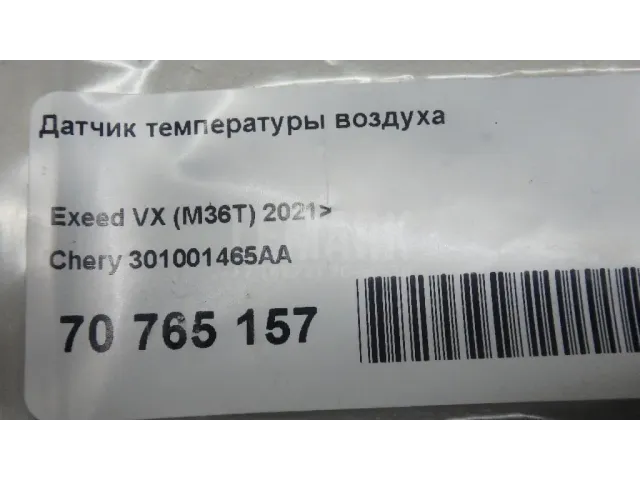 Датчик температуры воздуха
Exeed VX (M36T) 2021>
Chery 301001465AA
70 765 157